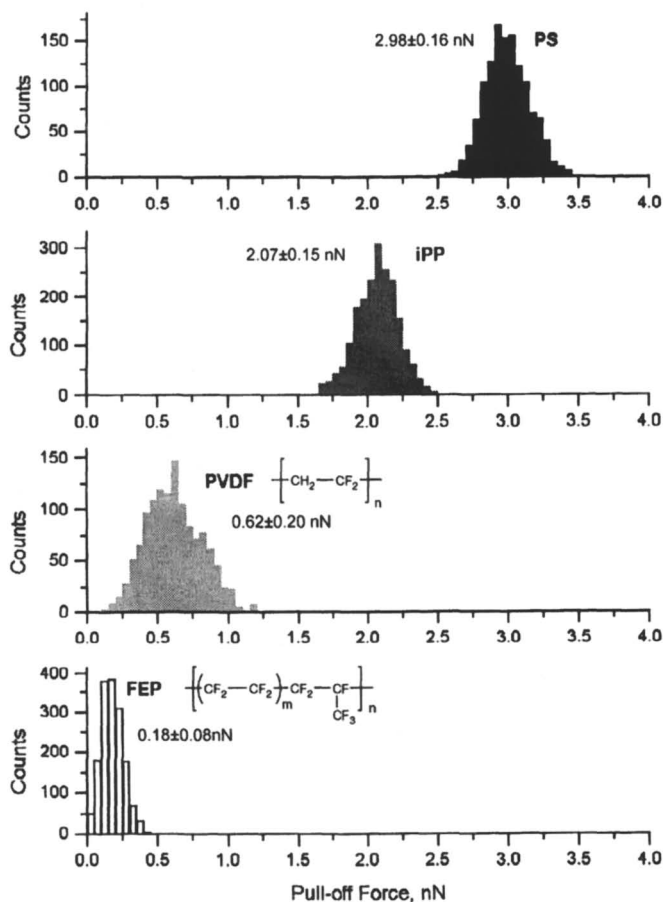 2.98±0.16 nN PS
Counts
150
100
50
0
0.0 0.5 1.0 1.5 2.0 2.5 3.0 3.5 4.0
2.07±0.15 nN iPP
Counts
300
200
100
0
0.0 0.5 1.0 1.5 2.0 2.5 3.0 3.5 4.0
PVDF [CH2—CF2]n
0.62±0.20 nN
Counts
150
100
50
0
0.0 0.5 1.0 1.5 2.0 2.5 3.0 3.5 4.0
FEP [(CF2—CF2)m CF2—CF]n
CF3
0.18±0.08nN
Counts
400
300
200
100
0
0.0 0.5 1.0 1.5 2.0 2.5 3.0 3.5 4.0
Pull-off Force, nN